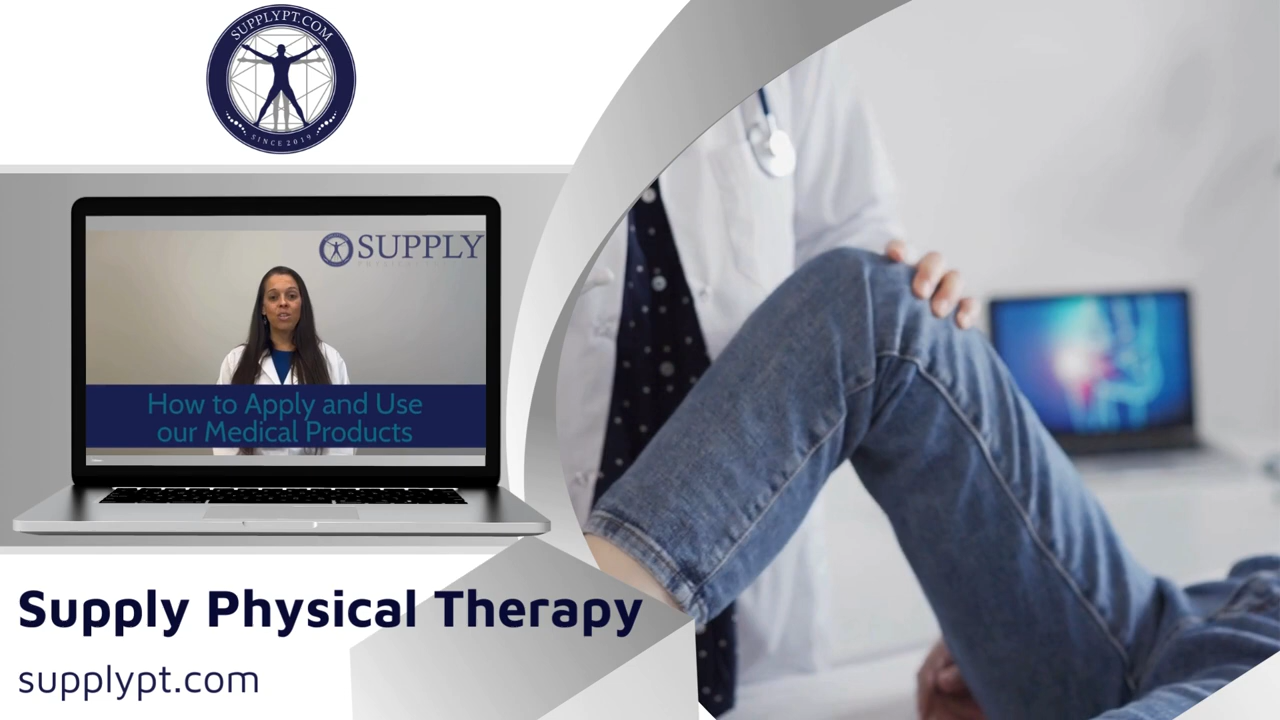 SUPPLYPT.COM
SINCE 2019
SUPPLY
How to Apply and Use
our Medical Products
Supply Physical Therapy
supplypt.com